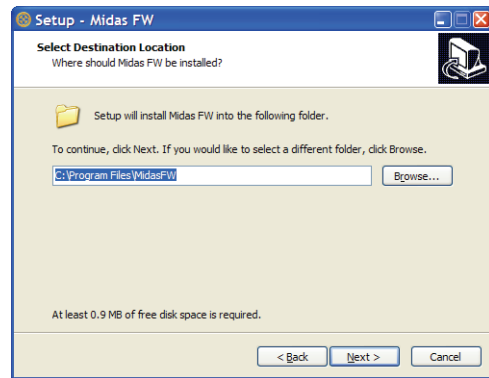 Setup - Midas FW
Select Destination Location
Where should Midas FW be installed?
Setup will install Midas FW into the following folder.
To continue, click Next. If you would like to select a different folder, click Browse.
C:\Program Files\MidasFW
Browse...
At least 0.9 MB of free disk space is required.
< Back Next > Cancel